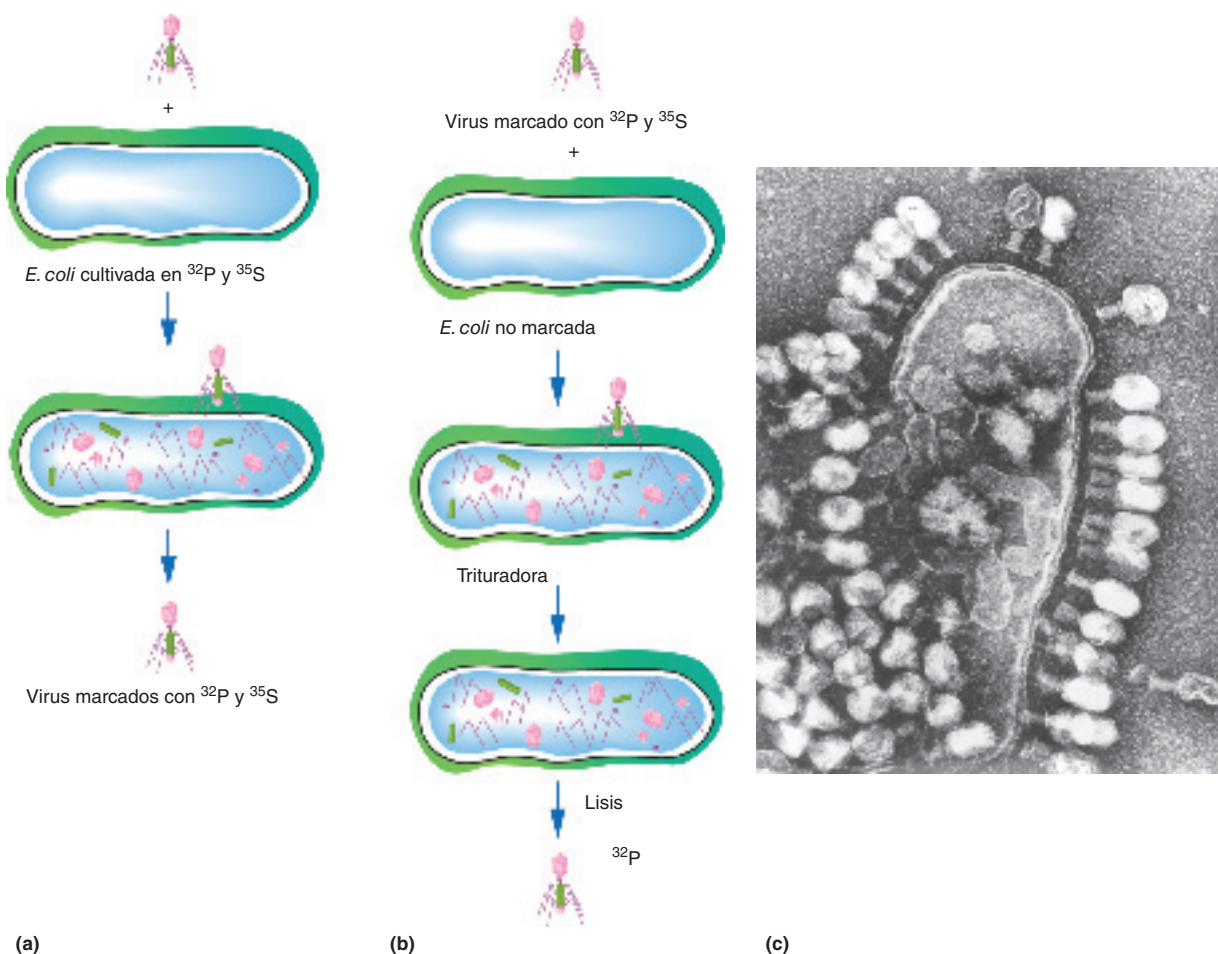 +
E. coli cultivada en ³²P y ³⁵S
Virus marcados con ³²P y ³⁵S
(a)
Virus marcado con ³²P y ³⁵S
+
E. coli no marcada
Trituradora
Lisis
³²P
(b)
(c)